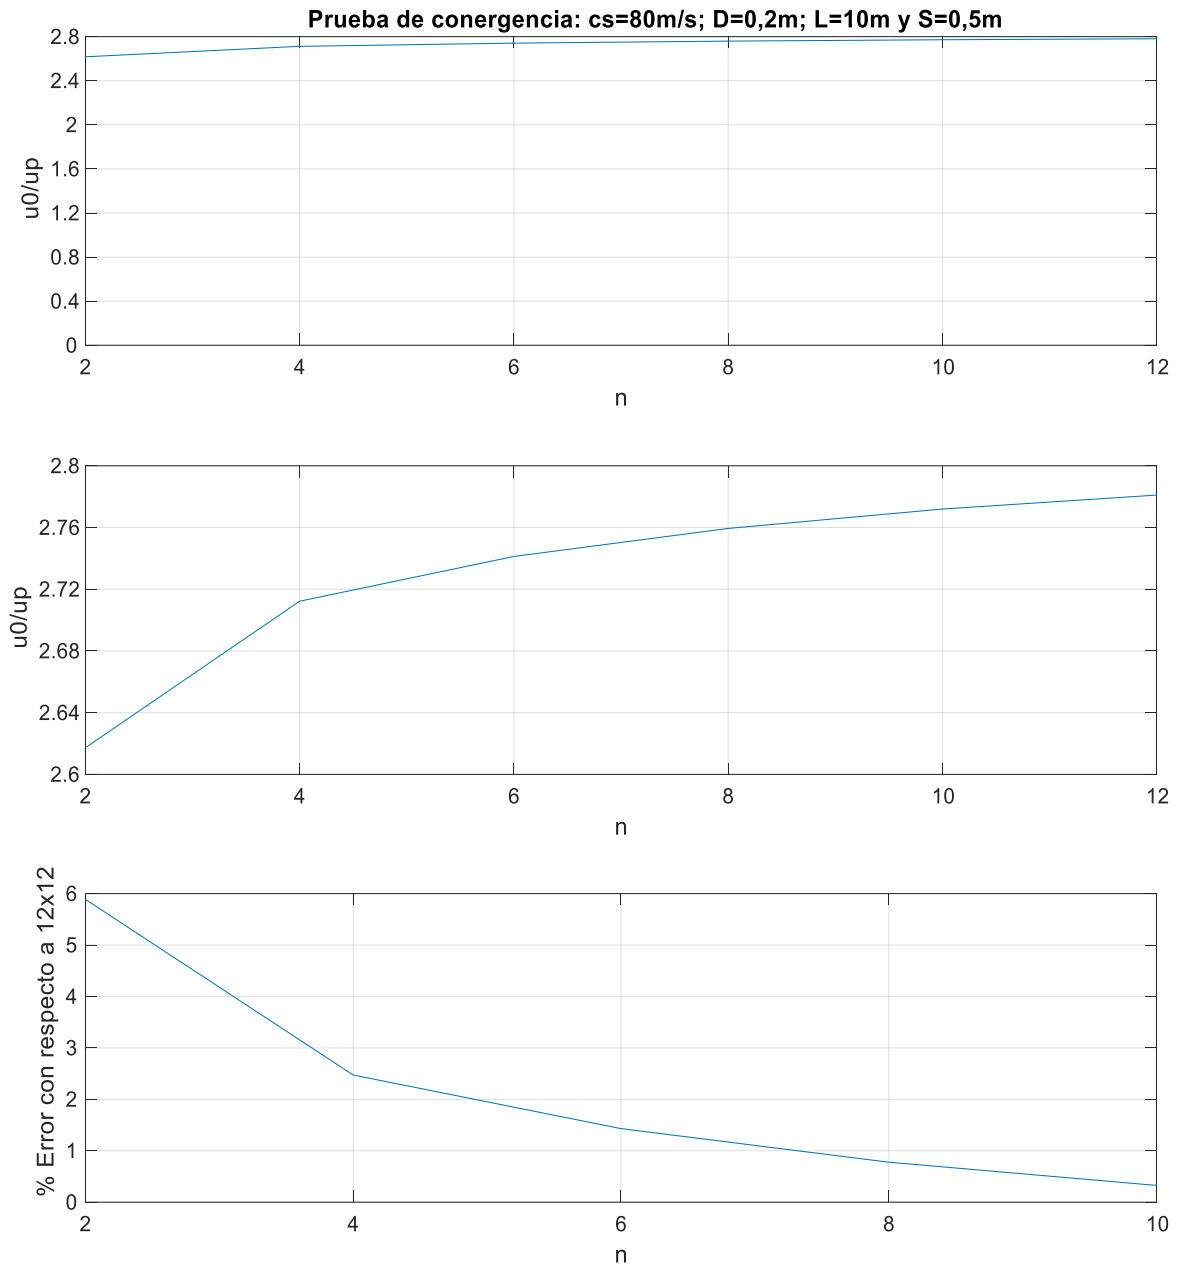 Prueba de conergencia: cs=80m/s; D=0,2m; L=10m y S=0,5m
u0/up
2.8
2.4
2
1.6
1.2
0.8
0.4
0
2 4 6 8 10 12
n
u0/up
2.8
2.76
2.72
2.68
2.64
2.6
2 4 6 8 10 12
n
% Error con respecto a 12x12
6
5
4
3
2
1
0
2 4 6 8 10
n